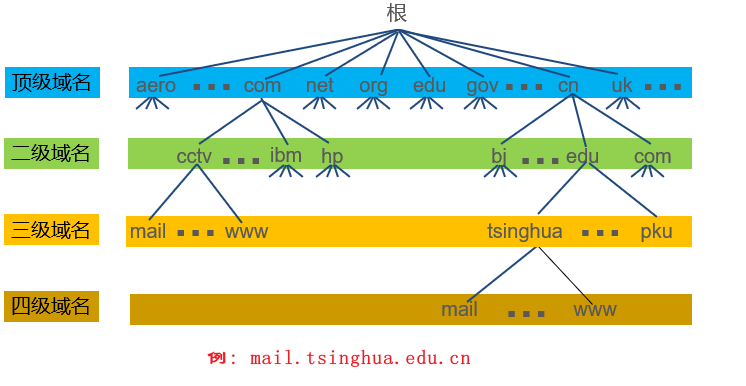 根
顶级域名 aero ... com net org edu gov ... cn uk ...
二级域名 cctv ... ibm hp bj ... edu com
三级域名 mail ... www tsinghua ... pku
四级域名 mail ... www
例: mail.tsinghua.edu.cn